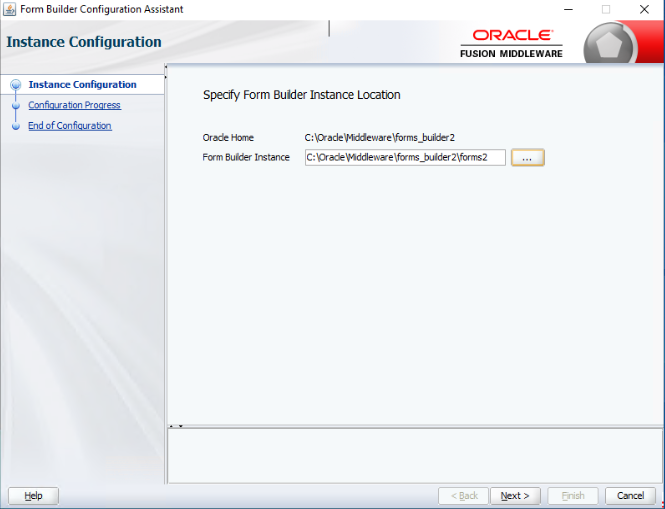 Form Builder Configuration Assistant
Instance Configuration
ORACLE
FUSION MIDDLEWARE
Instance Configuration
Configuration Progress
End of Configuration
Specify Form Builder Instance Location
Oracle Home C:\Oracle\Middleware\forms_builder2
Form Builder Instance C:\Oracle\Middleware\forms_builder2\forms2 ...
Help < Back Next > Finish Cancel